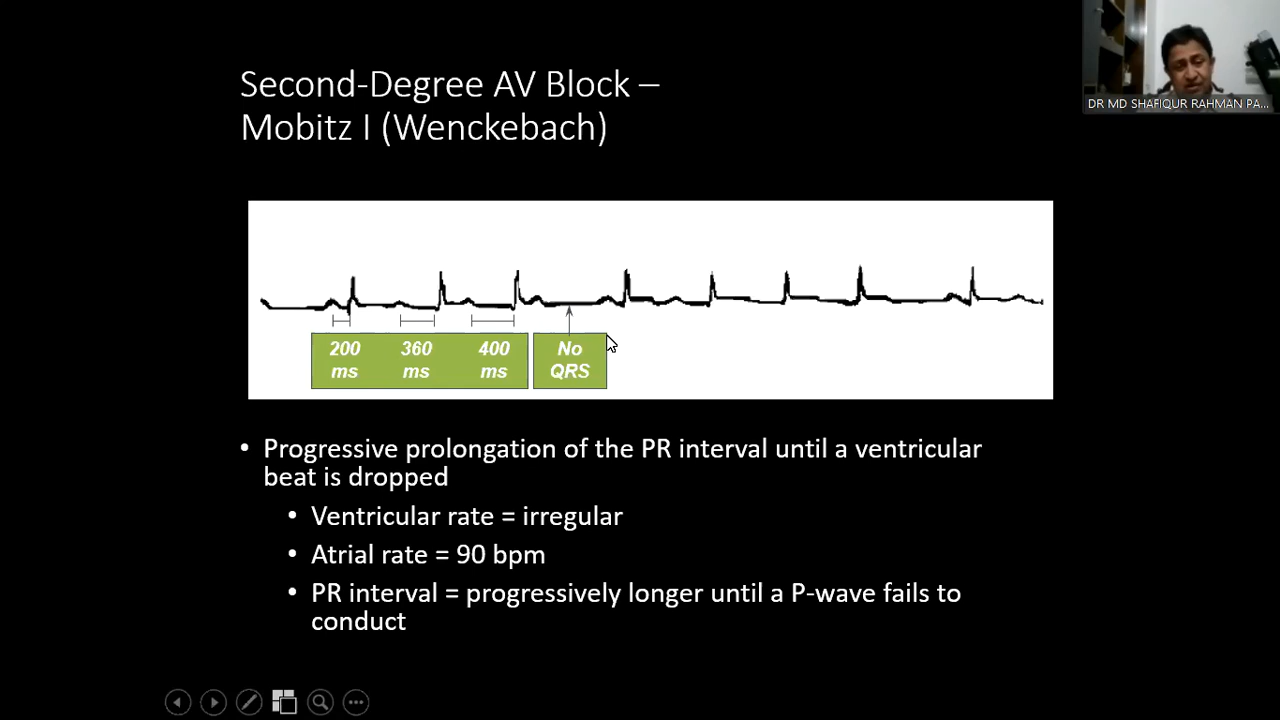 Second-Degree AV Block –
Mobitz I (Wenckebach)
DR MD SHAFIQUR RAHMAN PA...
200 ms
360 ms
400 ms
No QRS
• Progressive prolongation of the PR interval until a ventricular
beat is dropped
• Ventricular rate = irregular
• Atrial rate = 90 bpm
• PR interval = progressively longer until a P-wave fails to
conduct